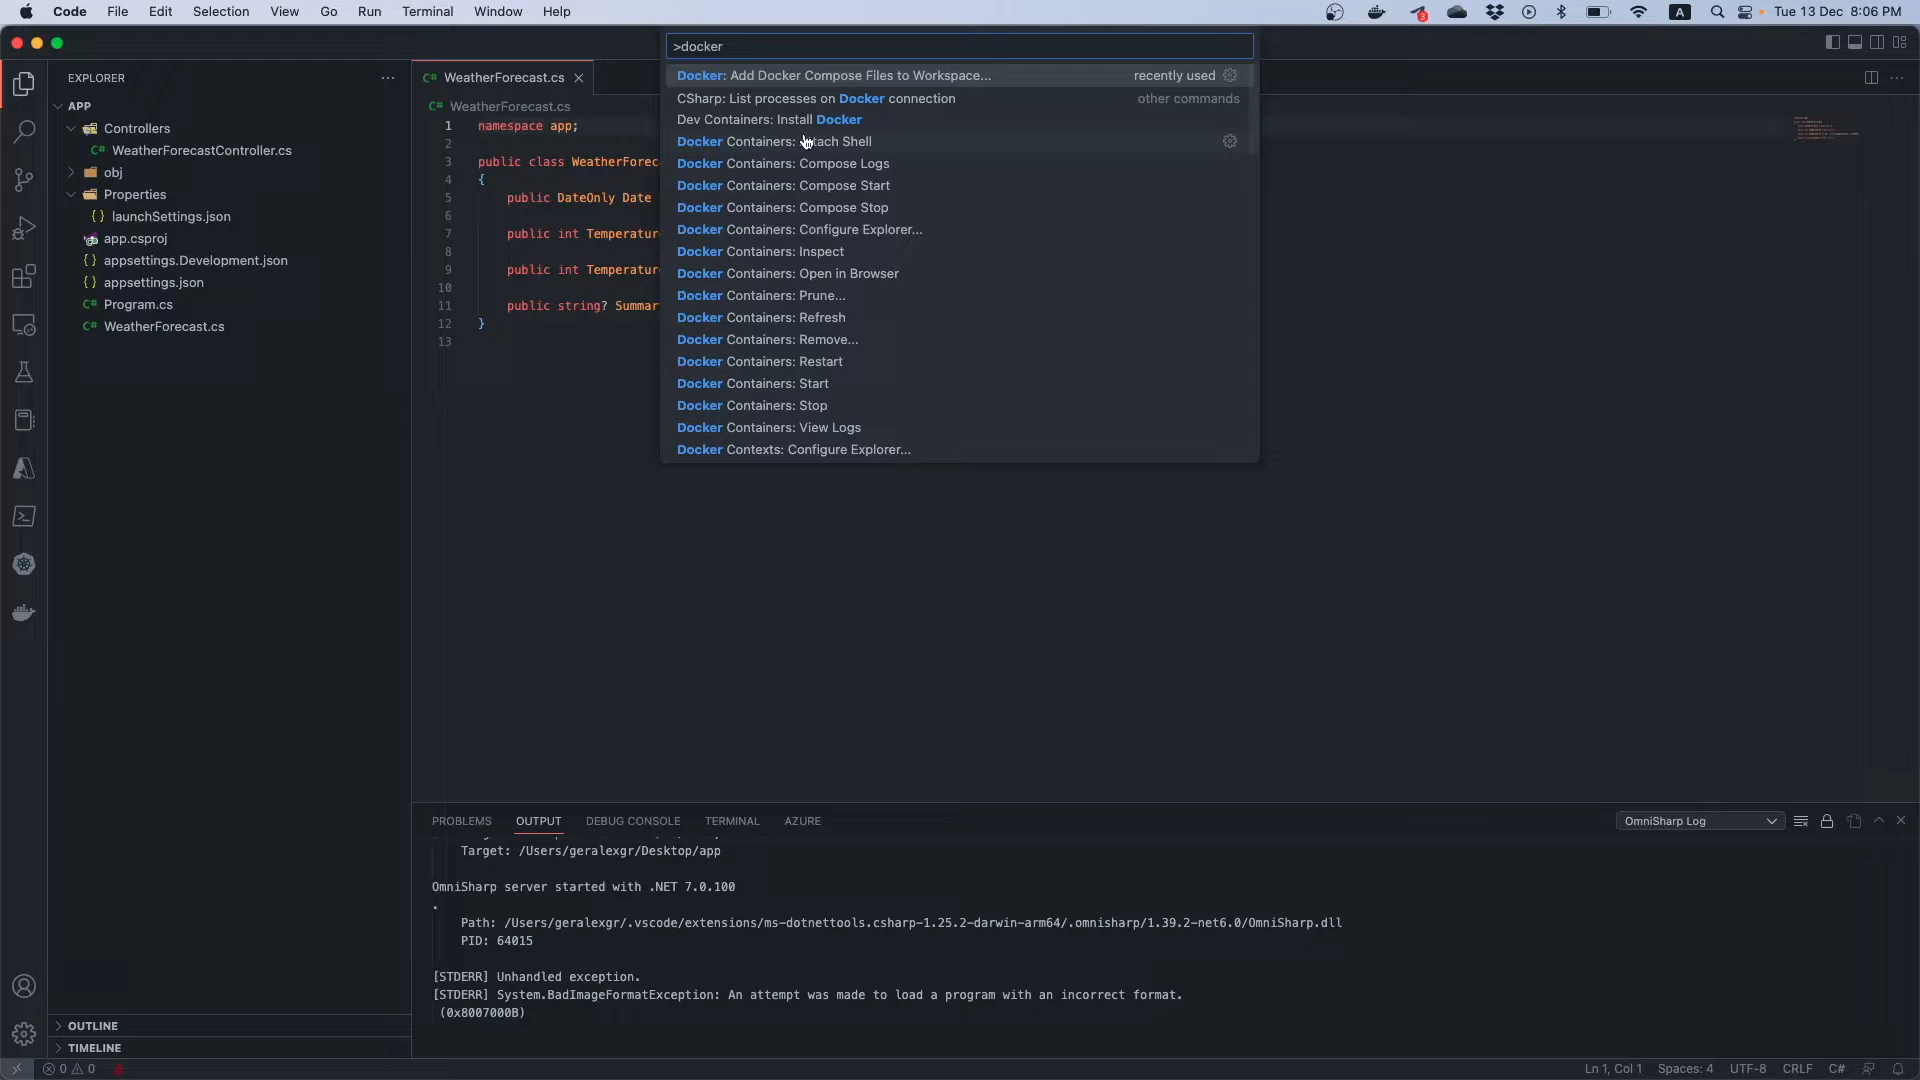 Code File Edit Selection View Go Run Terminal Window Help
3 A Tue 13 Dec 8:06 PM
>docker
EXPLORER
APP
Controllers
C# WeatherForecastController.cs
obj
Properties
{} launchSettings.json
app.csproj
{} appsettings.Development.json
{} appsettings.json
C# Program.cs
C# WeatherForecast.cs
OUTLINE
TIMELINE
C# WeatherForecast.cs
C# WeatherForecast.cs
1 namespace app;
2
3 public class WeatherForeca
4 {
5 public DateOnly Date
6
7 public int Temperature
8
9 public int Temperature
10
11 public string? Summar
12 }
13
Docker: Add Docker Compose Files to Workspace... recently used
CSharp: List processes on Docker connection other commands
Dev Containers: Install Docker
Docker Containers: Attach Shell
Docker Containers: Compose Logs
Docker Containers: Compose Start
Docker Containers: Compose Stop
Docker Containers: Configure Explorer...
Docker Containers: Inspect
Docker Containers: Open in Browser
Docker Containers: Prune...
Docker Containers: Refresh
Docker Containers: Remove...
Docker Containers: Restart
Docker Containers: Start
Docker Containers: Stop
Docker Containers: View Logs
Docker Contexts: Configure Explorer...
PROBLEMS OUTPUT DEBUG CONSOLE TERMINAL AZURE OmniSharp Log
Target: /Users/geralexgr/Desktop/app
OmniSharp server started with .NET 7.0.100
.
Path: /Users/geralexgr/.vscode/extensions/ms-dotnettools.csharp-1.25.2-darwin-arm64/.omnisharp/1.39.2-net6.0/OmniSharp.dll
PID: 64015
[STDERR] Unhandled exception.
[STDERR] System.BadImageFormatException: An attempt was made to load a program with an incorrect format.
(0x8007000B)
0 0 Ln 1, Col 1 Spaces: 4 UTF-8 CRLF C#